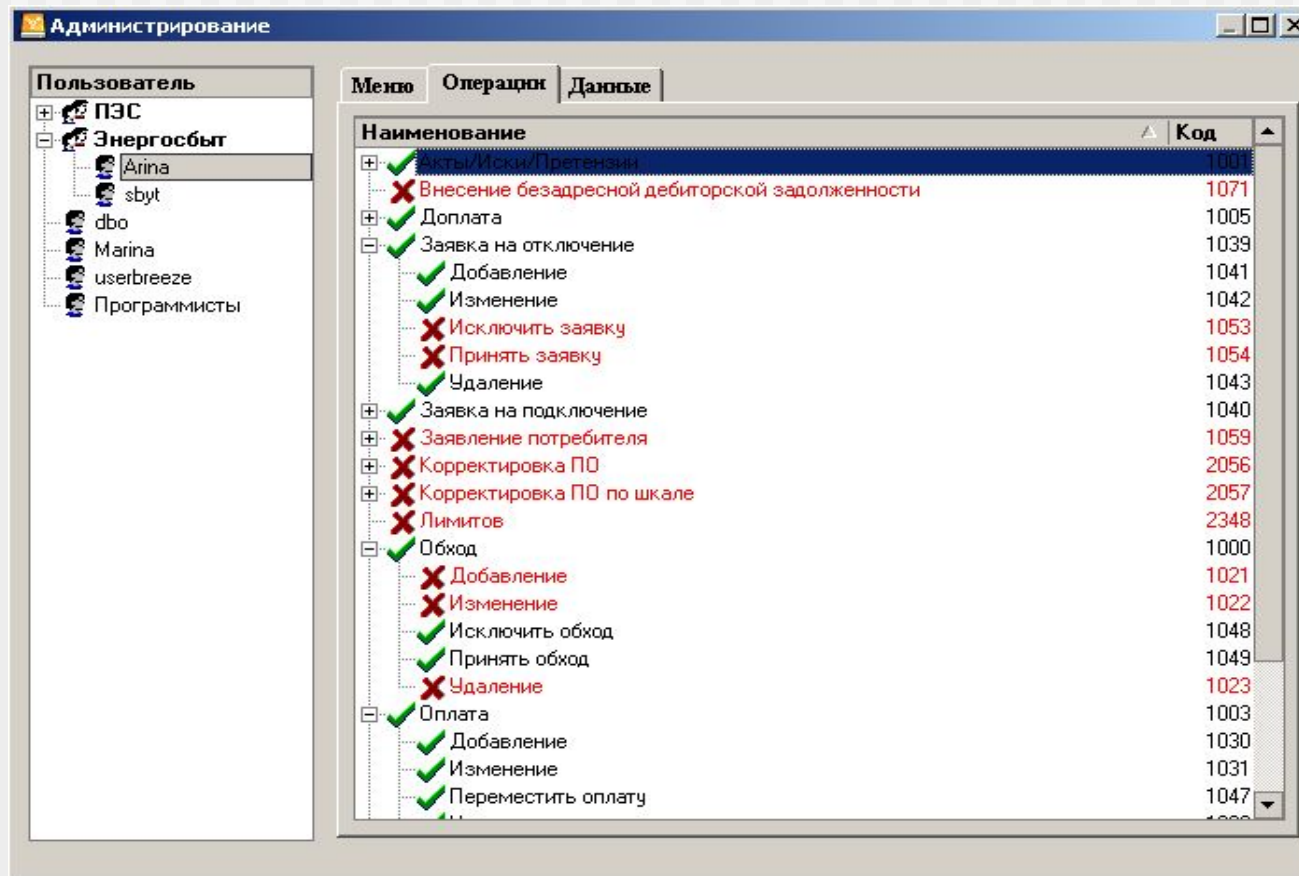 Администрирование
Пользователь
ПЭС
Энергосбыт
Arina
sbyt
dbo
Marina
userbreeze
Программисты
Меню Операции Данные
Наименование Код
Акты/Иски/Претензии 1001
Внесение безадресной дебиторской задолженности 1071
Доплата 1005
Заявка на отключение 1039
Добавление 1041
Изменение 1042
Исключить заявку 1053
Принять заявку 1054
Удаление 1043
Заявка на подключение 1040
Заявление потребителя 1059
Корректировка ПО 2056
Корректировка ПО по шкале 2057
Лимитов 2348
Обход 1000
Добавление 1021
Изменение 1022
Исключить обход 1048
Принять обход 1049
Удаление 1023
Оплата 1003
Добавление 1030
Изменение 1031
Переместить оплату 1047